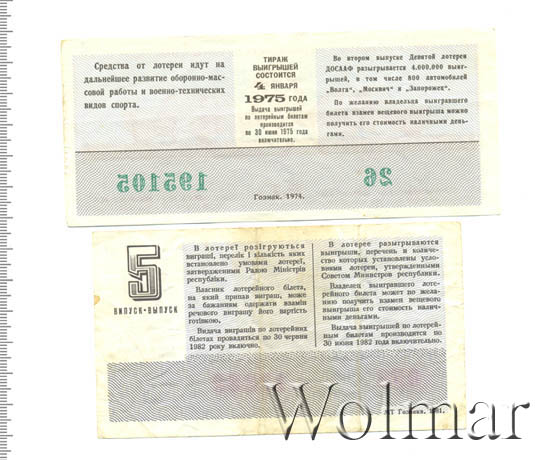 Средства от лотереи идут на
дальнейшее развитие оборонно-мас-
совой работы и военно-технических
видов спорта.
ТИРАЖ
ВЫИГРЫШЕЙ
СОСТОИТСЯ
4
ЯНВАРЯ
1975 ГОДА
Выдача выигрышей
по лотерейным билетам
производится
по 30 июня 1975 года
включительно.
Во втором выпуске Девятой лотереи
ДОСААФ разыгрывается 4.000.000 выиг-
рышей, в том числе 800 автомобилей
"Волга", "Москвич" и "Запорожец".
По желанию владельца выигравшего
билета взамен вещевого выигрыша можно
получить его стоимость наличными день-
гами.
195105
26
Гознак. 1974.
5
ВИПУСК•ВЫПУСК
В лотереї розігруються
виграші, перелік і кількість яких
встановлено умовами лотереї,
затвердженими Радою Міністрів
республіки.
Власник лотерейного білета,
на який припав виграш, може
за бажанням одержати взамін
речового виграшу його вартість
готівкою.
Видача виграшів по лотерейних
білетах провадиться по 30 червня
1982 року включно.
В лотерее разыгрываются
выигрыши, перечень и количест-
во которых установлены усло-
виями лотереи, утвержденными
Советом Министров республики.
Владелец выигравшего лоте-
рейного билета может по жела-
нию получить взамен вещевого
выигрыша его стоимость налич-
ными деньгами.
Выдача выигрышей по лотерей-
ным билетам производится по
30 июня 1982 года включительно.
МТ Гознака. 1981.
Wolmar